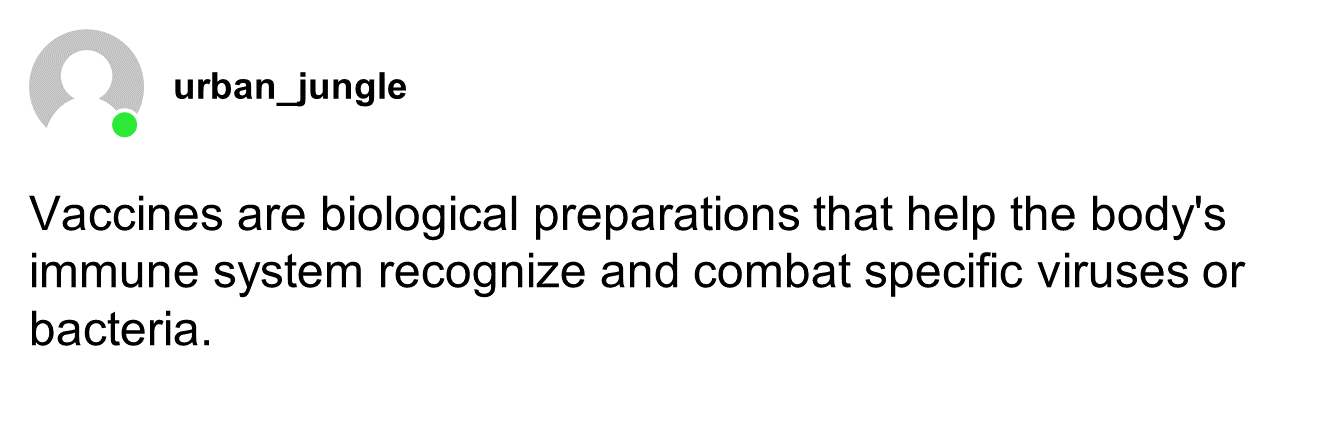 urban_jungle
Vaccines are biological preparations that help the body's
immune system recognize and combat specific viruses or
bacteria.